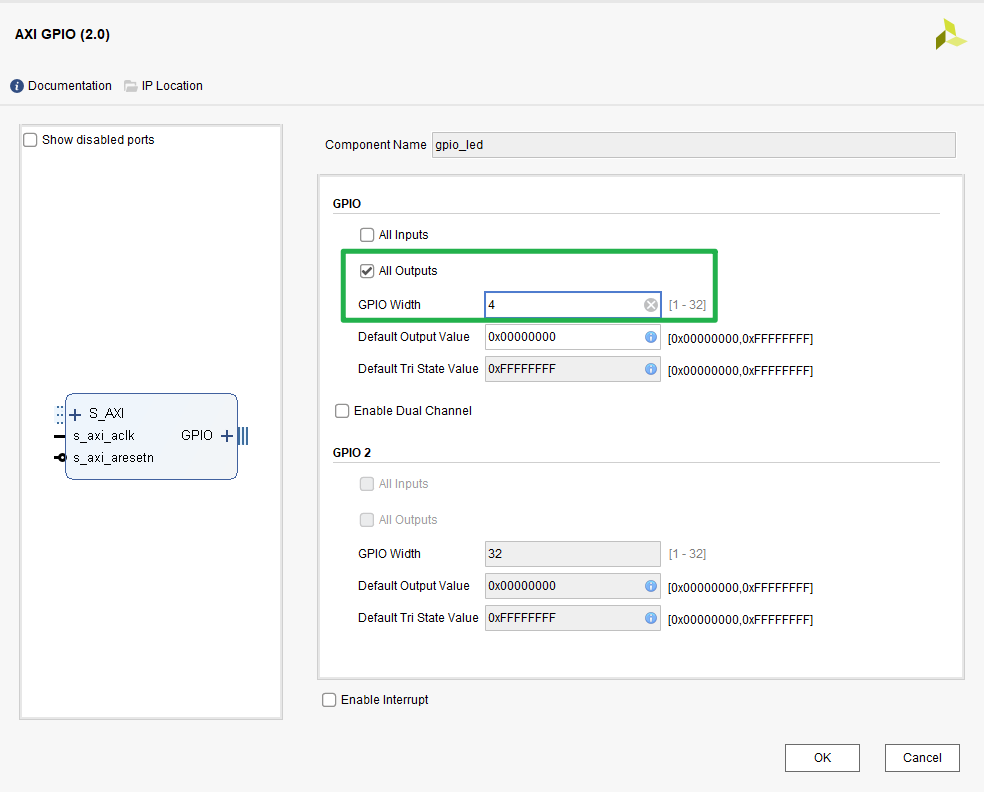 AXI GPIO (2.0)
Documentation IP Location
Show disabled ports
S_AXI
s_axi_aclk GPIO
s_axi_aresetn
Component Name gpio_led
GPIO
All Inputs
All Outputs
GPIO Width 4 [1 - 32]
Default Output Value 0x00000000 [0x00000000,0xFFFFFFFF]
Default Tri State Value 0xFFFFFFFF [0x00000000,0xFFFFFFFF]
Enable Dual Channel
GPIO 2
All Inputs
All Outputs
GPIO Width 32 [1 - 32]
Default Output Value 0x00000000 [0x00000000,0xFFFFFFFF]
Default Tri State Value 0xFFFFFFFF [0x00000000,0xFFFFFFFF]
Enable Interrupt
OK Cancel